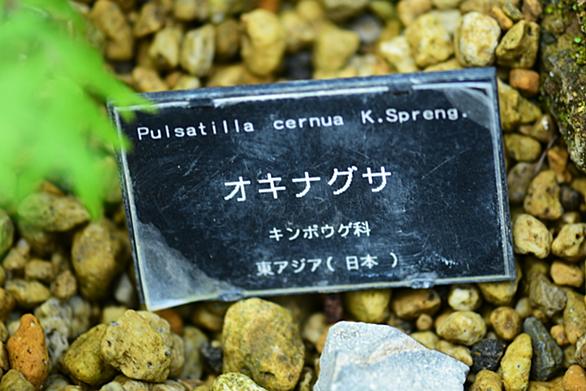 Pulsatilla cernua K.Spreng.
オキナグサ
キンポウゲ科
東アジア( 日本 )